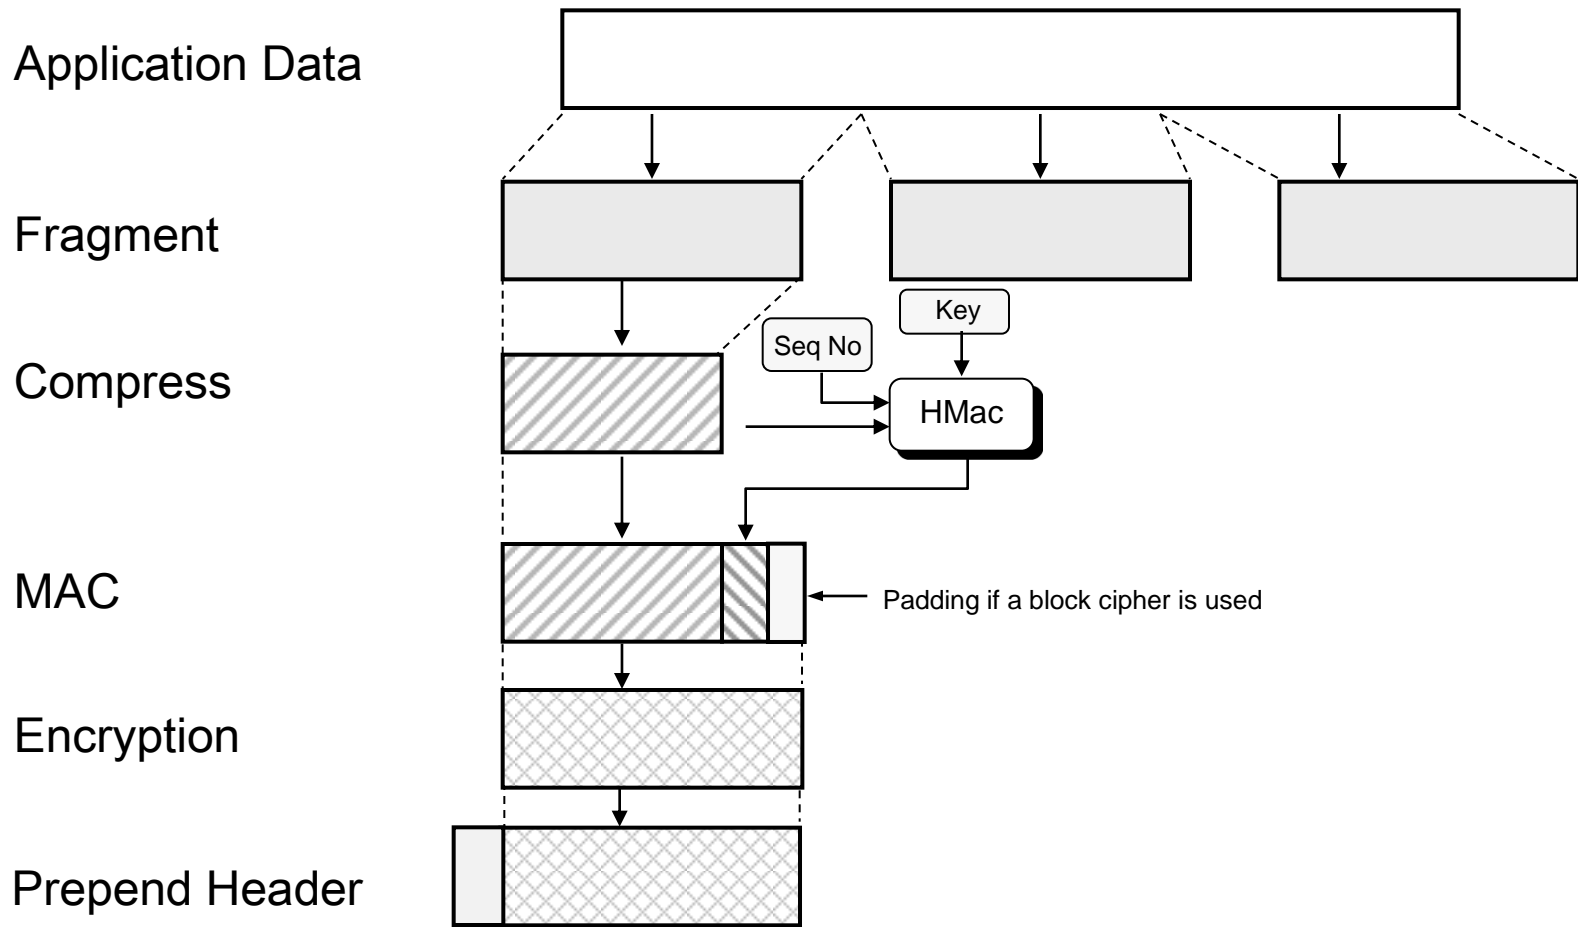 Application Data
Fragment
Key
Seq No
Compress
HMac
MAC
Padding if a block cipher is used
Encryption
Prepend Header